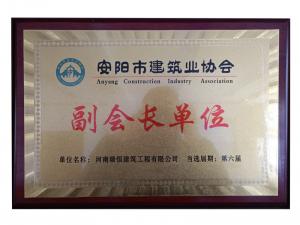 安阳市建筑业协会
Anyang Construction Industry Association
副会长单位
单位名称：河南 恒建筑工程有限公司 当选届期：第六届